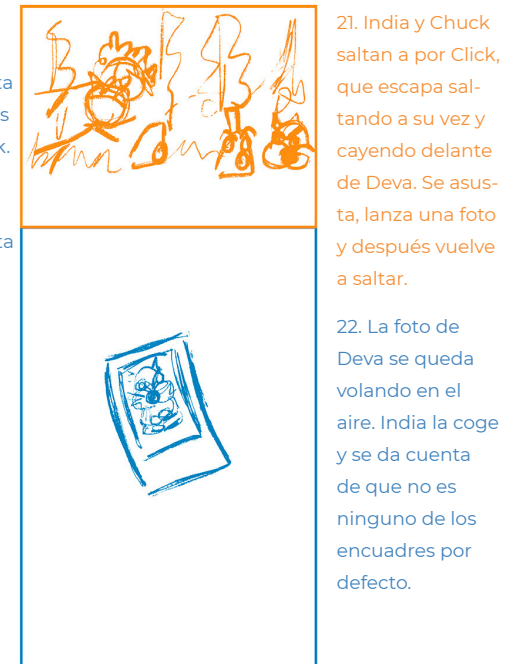 ta
s
k.
ta
21. India y Chuck
saltan a por Click,
que escapa sal-
tando a su vez y
cayendo delante
de Deva. Se asus-
ta, lanza una foto
y después vuelve
a saltar.
22. La foto de
Deva se queda
volando en el
aire. India la coge
y se da cuenta
de que no es
ninguno de los
encuadres por
defecto.